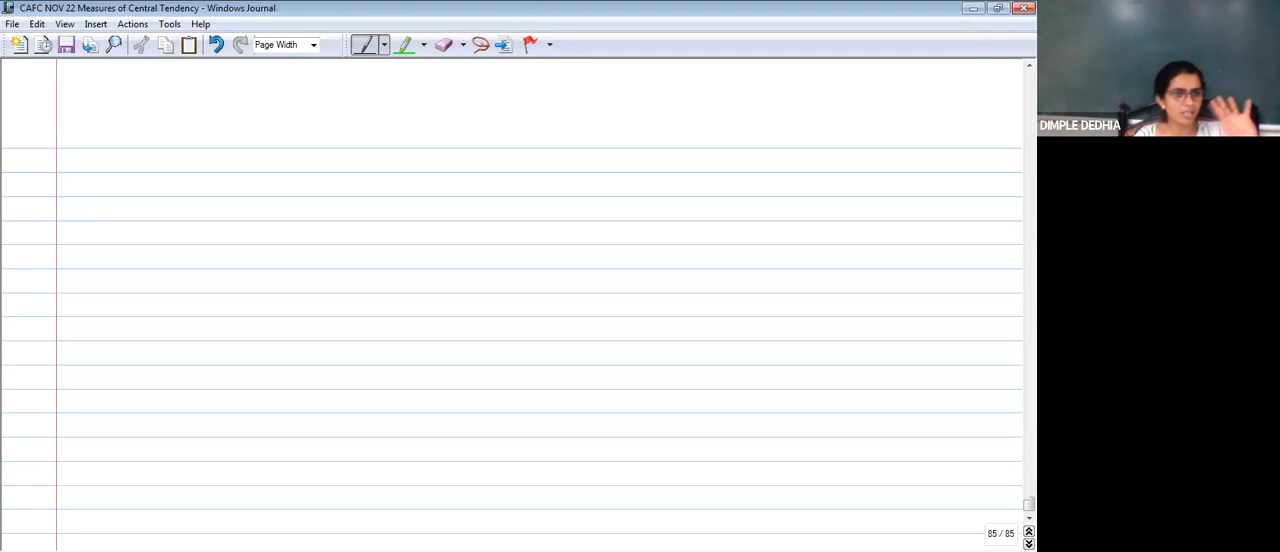 CAFC NOV 22 Measures of Central Tendency - Windows Journal
File Edit View Insert Actions Tools Help
Page Width
DIMPLE DEDHIA
85 / 85